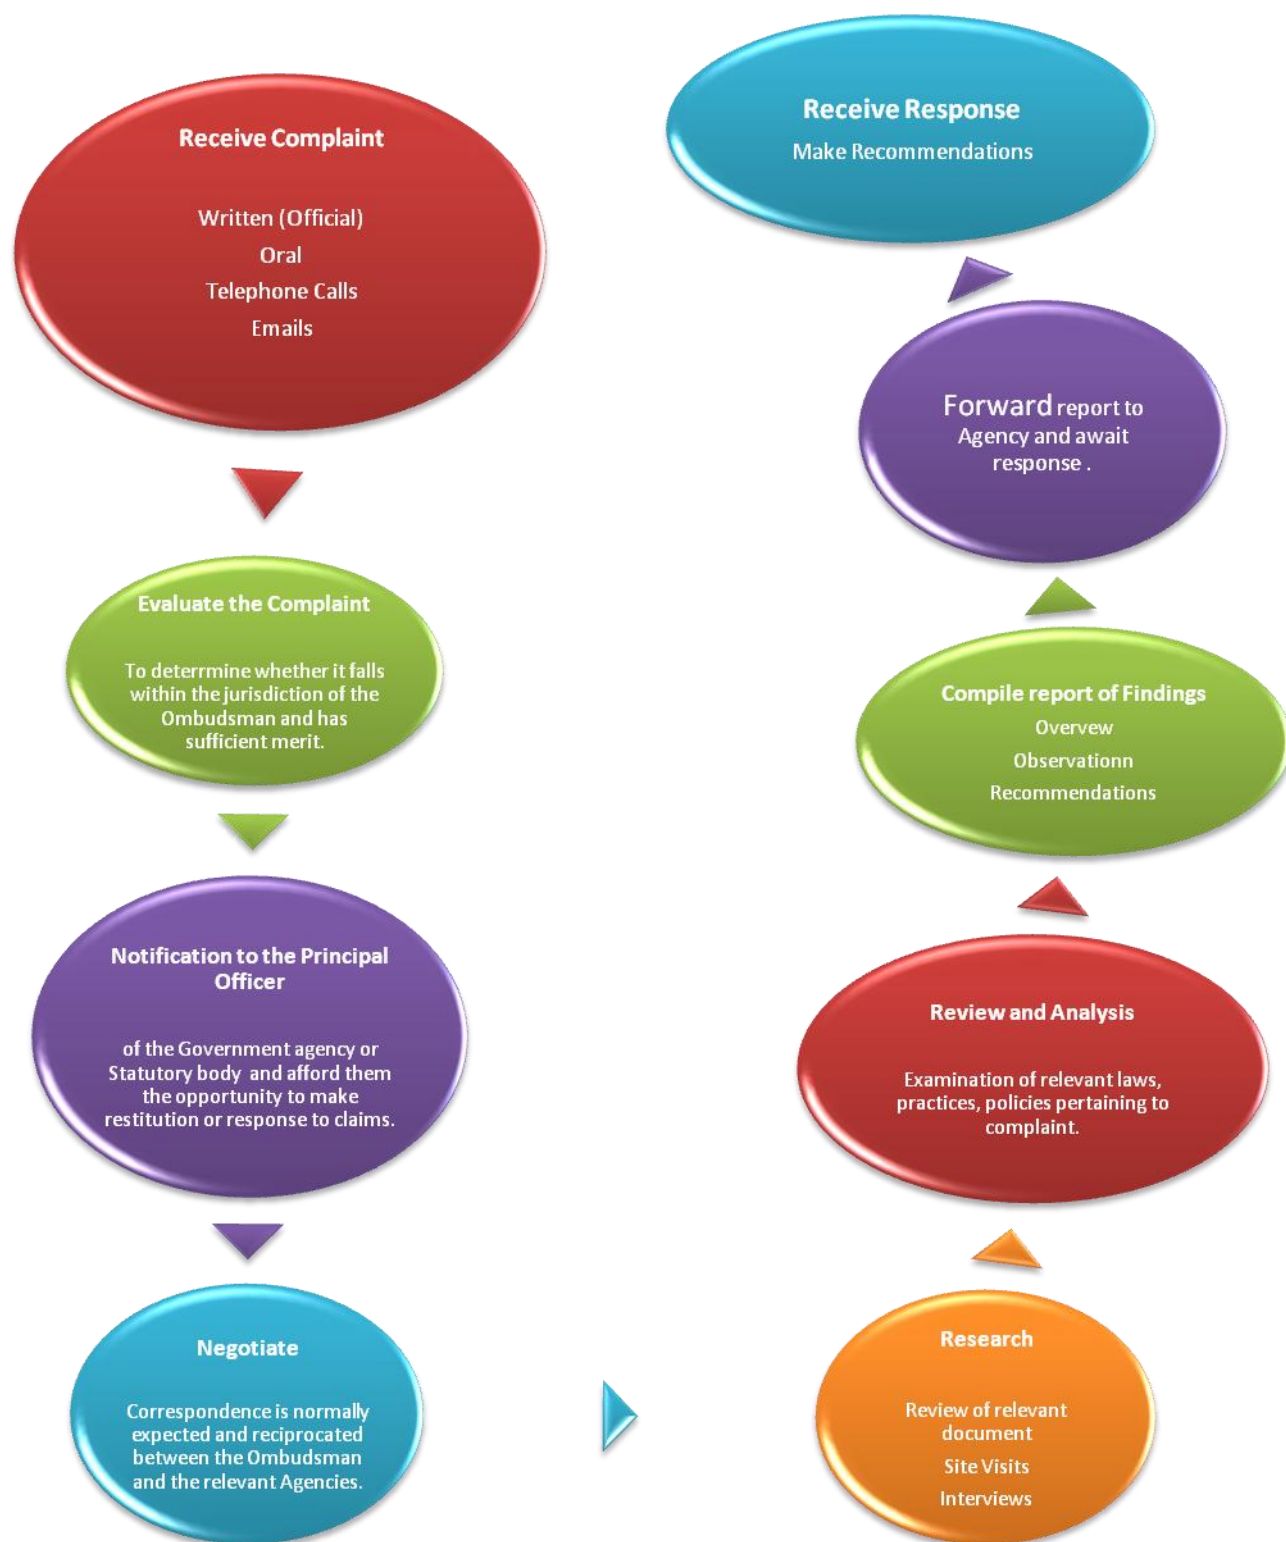 Receive Complaint
Written (Official)
Oral
Telephone Calls
Emails
Evaluate the Complaint
To deterrmine whether it falls
within the jurisdiction of the
Ombudsman and has
sufficient merit.
Notification to the Principal
Officer
of the Government agency or
Statutory body and afford them
the opportunity to make
restitution or response to claims.
Negotiate
Correspondence is normally
expected and reciprocated
between the Ombudsman
and the relevant Agencies.
Research
Review of relevant
document
Site Visits
Interviews
Review and Analysis
Examination of relevant laws,
practices, policies pertaining to
complaint.
Compile report of Findings
Overvew
Observationn
Recommendations
Forward report to
Agency and await
response .
Receive Response
Make Recommendations